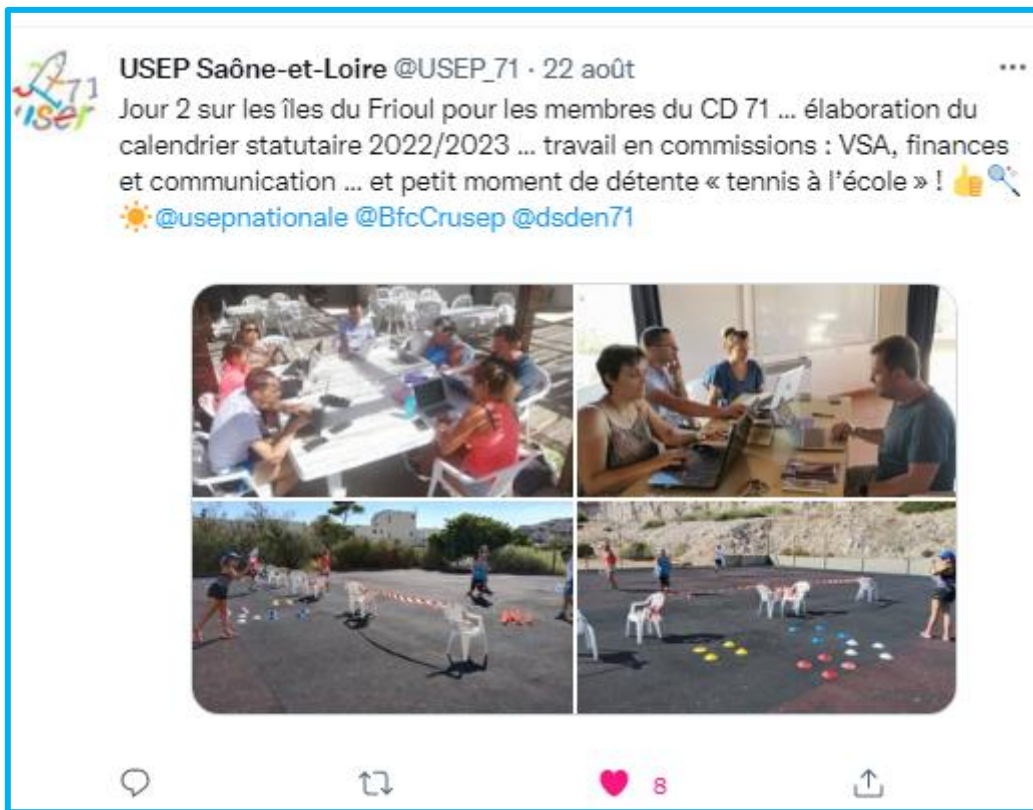 USEP Saône-et-Loire @USEP_71 · 22 août
71
usep
Jour 2 sur les îles du Frioul pour les membres du CD 71 ... élaboration du
calendrier statutaire 2022/2023 ... travail en commissions : VSA, finances
et communication ... et petit moment de détente « tennis à l'école » ! 👍🎾
☀️@usepnationale @BfcCrusep @dsden71
8